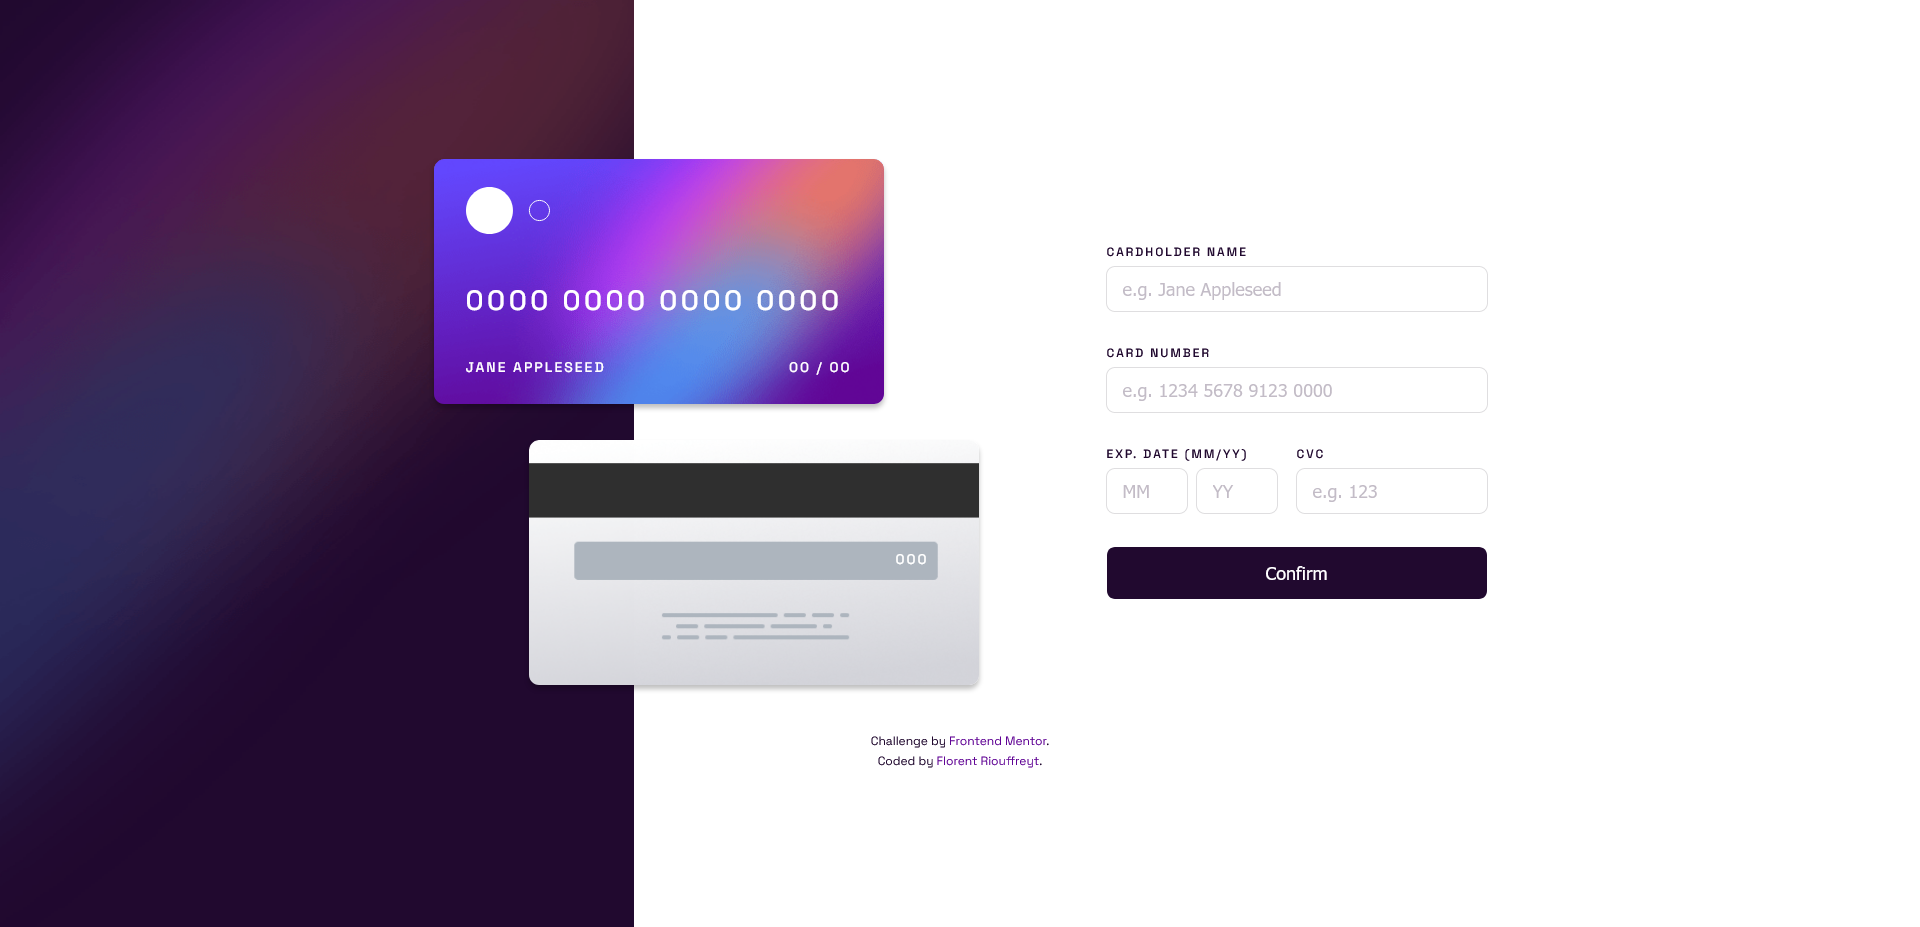 0000 0000 0000 0000
JANE APPLESEED 00 / 00
000
CARDHOLDER NAME
e.g. Jane Appleseed
CARD NUMBER
e.g. 1234 5678 9123 0000
EXP. DATE (MM/YY) CVC
MM YY e.g. 123
Confirm
Challenge by Frontend Mentor.
Coded by Florent Riouffreyt.